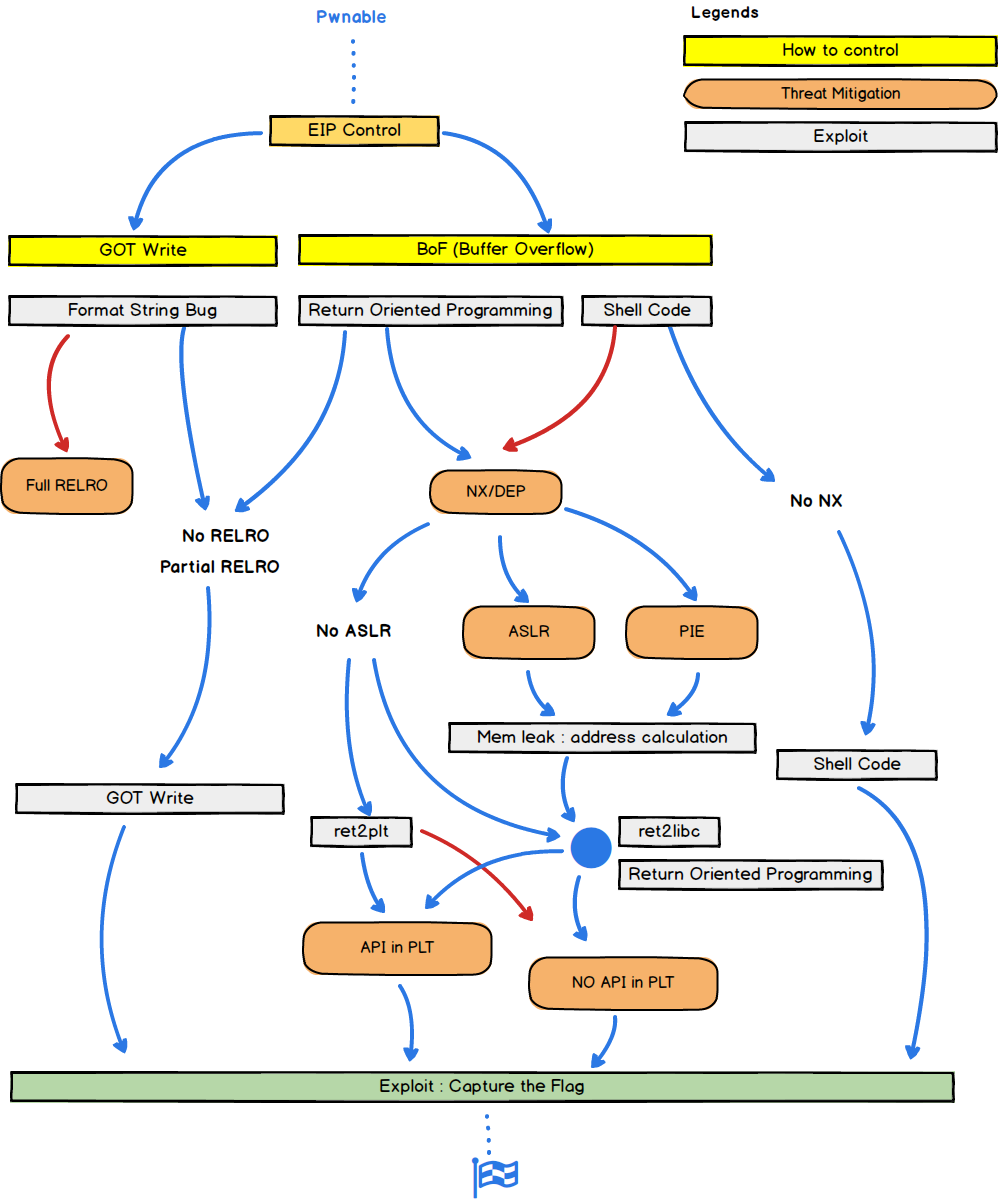 Pwnable
Legends
How to control
Threat Mitigation
Exploit
EIP Control
GOT Write
BoF (Buffer Overflow)
Format String Bug
Return Oriented Programming
Shell Code
Full RELRO
NX/DEP
No NX
No RELRO
Partial RELRO
No ASLR
ASLR
PIE
Mem leak : address calculation
Shell Code
GOT Write
ret2plt
ret2libc
Return Oriented Programming
API in PLT
NO API in PLT
Exploit : Capture the Flag